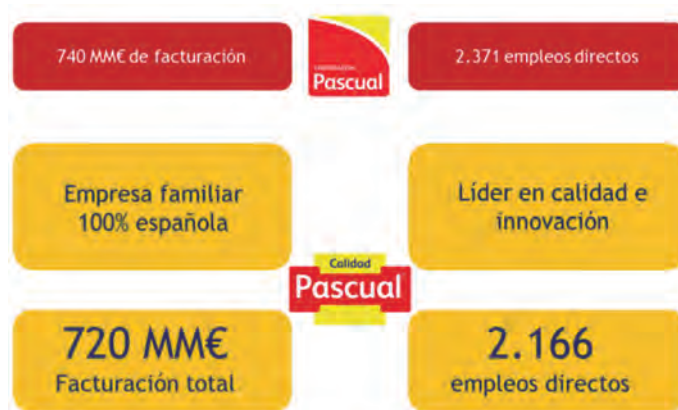 740 MM€ de facturación
CORPORACIÓN
Pascual
2.371 empleos directos
Empresa familiar
100% española
Líder en calidad e
innovación
Calidad
Pascual
720 MM€
Facturación total
2.166
empleos directos